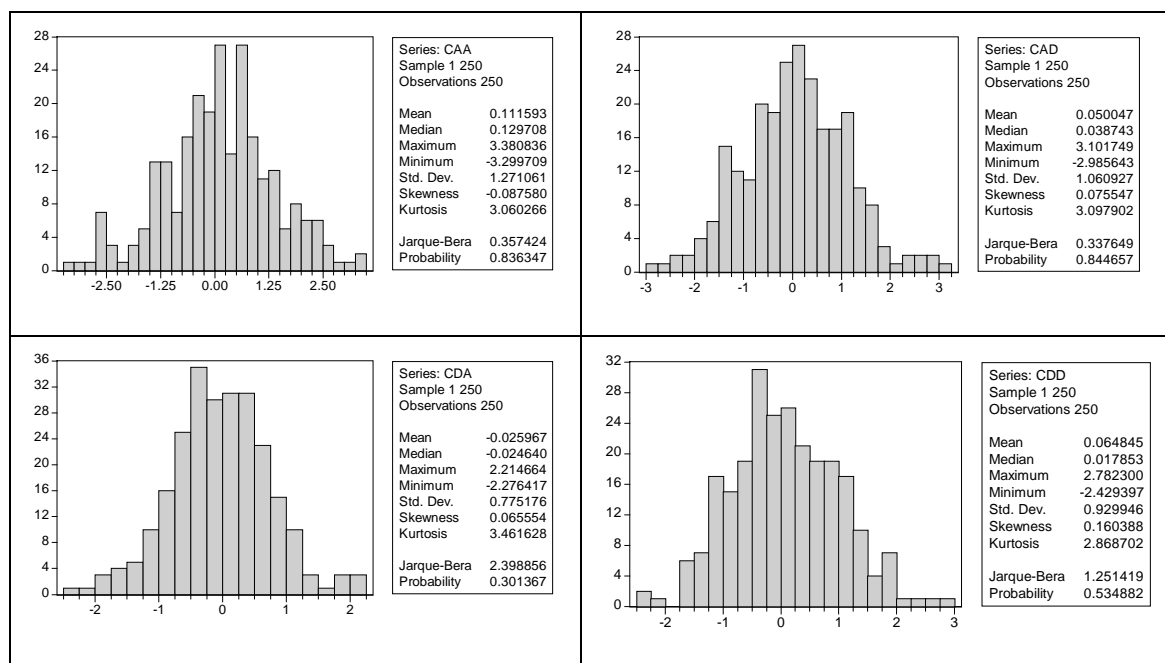 28
24
20
16
12
8
4
0
-2.50 -1.25 0.00 1.25 2.50
Series: CAA
Sample 1 250
Observations 250
Mean 0.111593
Median 0.129708
Maximum 3.380836
Minimum -3.299709
Std. Dev. 1.271061
Skewness -0.087580
Kurtosis 3.060266
Jarque-Bera 0.357424
Probability 0.836347
28
24
20
16
12
8
4
0
-3 -2 -1 0 1 2 3
Series: CAD
Sample 1 250
Observations 250
Mean 0.050047
Median 0.038743
Maximum 3.101749
Minimum -2.985643
Std. Dev. 1.060927
Skewness 0.075547
Kurtosis 3.097902
Jarque-Bera 0.337649
Probability 0.844657
36
32
28
24
20
16
12
8
4
0
-2 -1 0 1 2
Series: CDA
Sample 1 250
Observations 250
Mean -0.025967
Median -0.024640
Maximum 2.214664
Minimum -2.276417
Std. Dev. 0.775176
Skewness 0.065554
Kurtosis 3.461628
Jarque-Bera 2.398856
Probability 0.301367
32
28
24
20
16
12
8
4
0
-2 -1 0 1 2 3
Series: CDD
Sample 1 250
Observations 250
Mean 0.064845
Median 0.017853
Maximum 2.782300
Minimum -2.429397
Std. Dev. 0.929946
Skewness 0.160388
Kurtosis 2.868702
Jarque-Bera 1.251419
Probability 0.534882